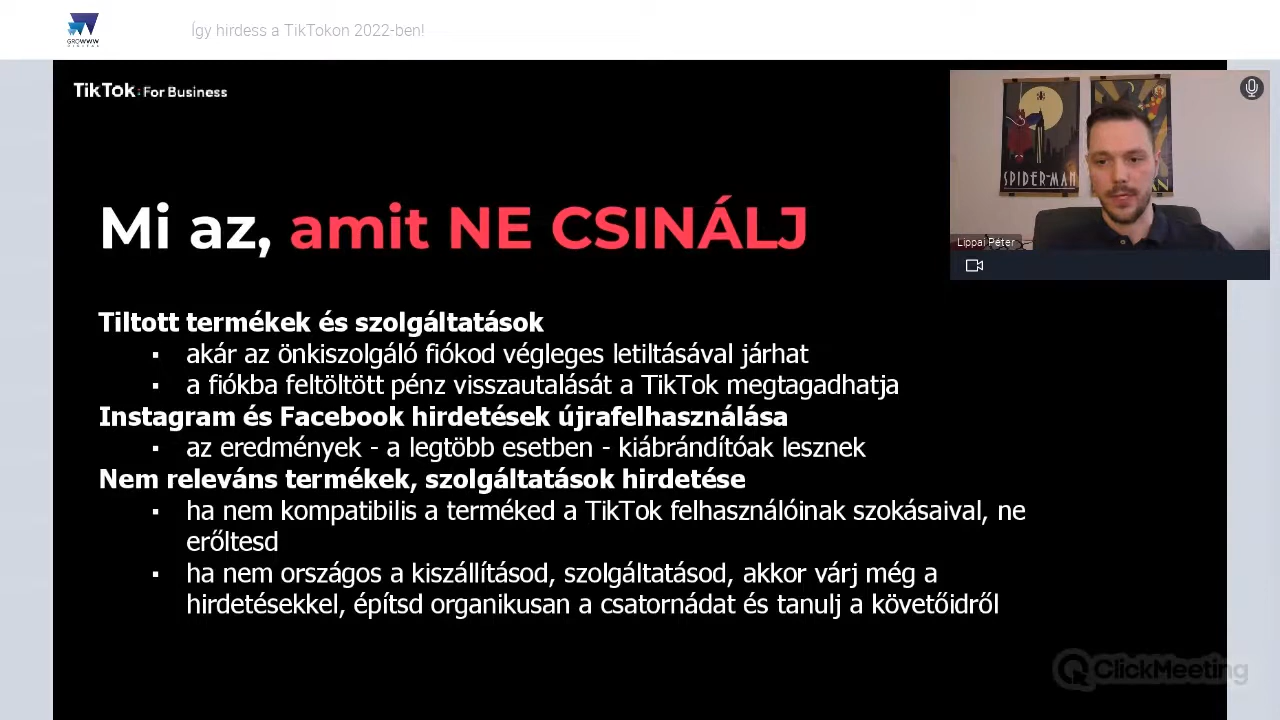 GROWWW
DIGITAL
Így hirdess a TikTokon 2022-ben!
TikTok: For Business
SPIDER-MAN
Lippai Péter
Mi az, amit NE CSINÁLJ
Tiltott termékek és szolgáltatások
▪ akár az önkiszolgáló fiókod végleges letiltásával járhat
▪ a fiókba feltöltött pénz visszautalását a TikTok megtagadhatja
Instagram és Facebook hirdetések újrafelhasználása
▪ az eredmények - a legtöbb esetben - kiábrándítóak lesznek
Nem releváns termékek, szolgáltatások hirdetése
▪ ha nem kompatibilis a terméked a TikTok felhasználóinak szokásaival, ne
erőltesd
▪ ha nem országos a kiszállításod, szolgáltatásod, akkor várj még a
hirdetésekkel, építsd organikusan a csatornádat és tanulj a követőidről
ClickMeeting